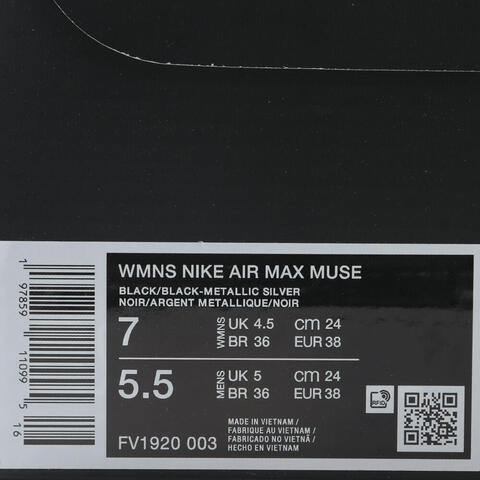 WMNS NIKE AIR MAX MUSE
BLACK/BLACK-METALLIC SILVER
NOIR/ARGENT METALLIQUE/NOIR
7 WMNS UK 4.5 cm 24
BR 36 EUR 38
5.5 MENS UK 5 cm 24
BR 36 EUR 38
FV1920 003
MADE IN VIETNAM /
FABRIQUE AU VIETNAM /
FABRICADO NO VIETNÃ /
HECHO EN VIETNAM
RFID
1 97859 11099 5 16